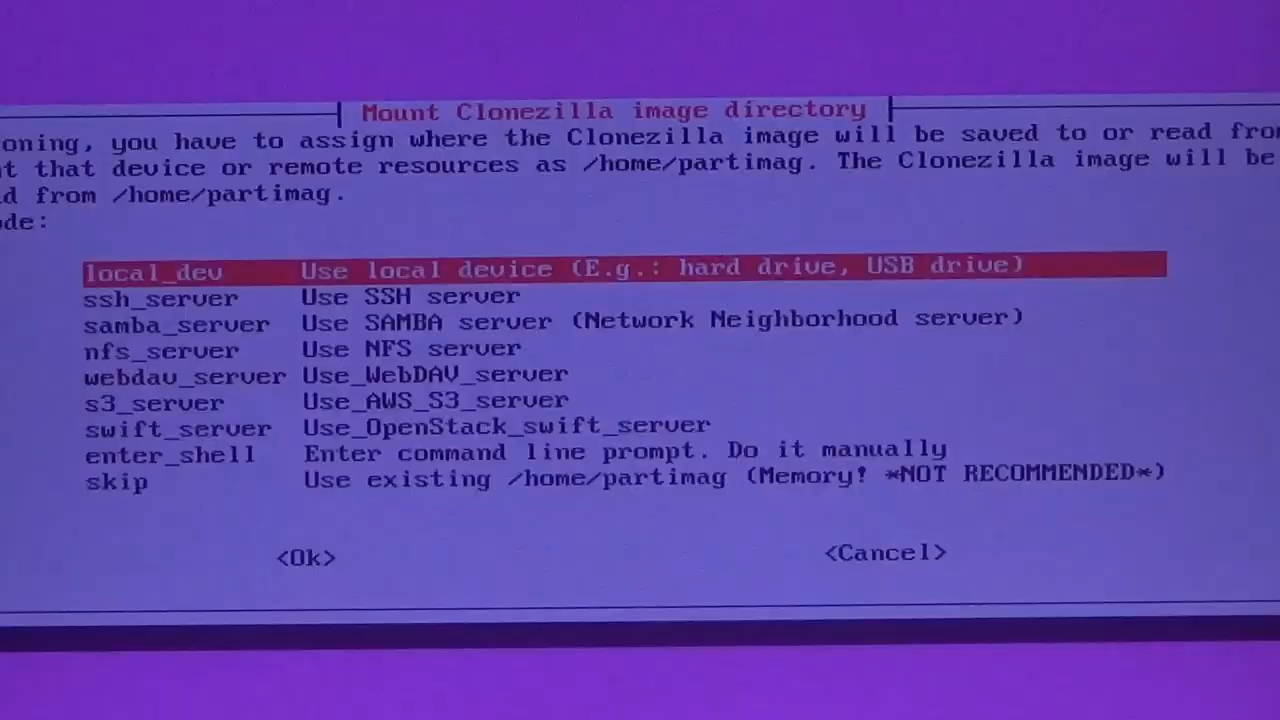 Mount Clonezilla image directory
oning, you have to assign where the Clonezilla image will be saved to or read fro
t that device or remote resources as /home/partimag. The Clonezilla image will be
d from /home/partimag.
ode:
local_dev Use local device (E.g.: hard drive, USB drive)
ssh_server Use SSH server
samba_server Use SAMBA server (Network Neighborhood server)
nfs_server Use NFS server
webdav_server Use_WebDAV_server
s3_server Use_AWS_S3_server
swift_server Use_OpenStack_swift_server
enter_shell Enter command line prompt. Do it manually
skip Use existing /home/partimag (Memory! *NOT RECOMMENDED*)
<Ok> <Cancel>